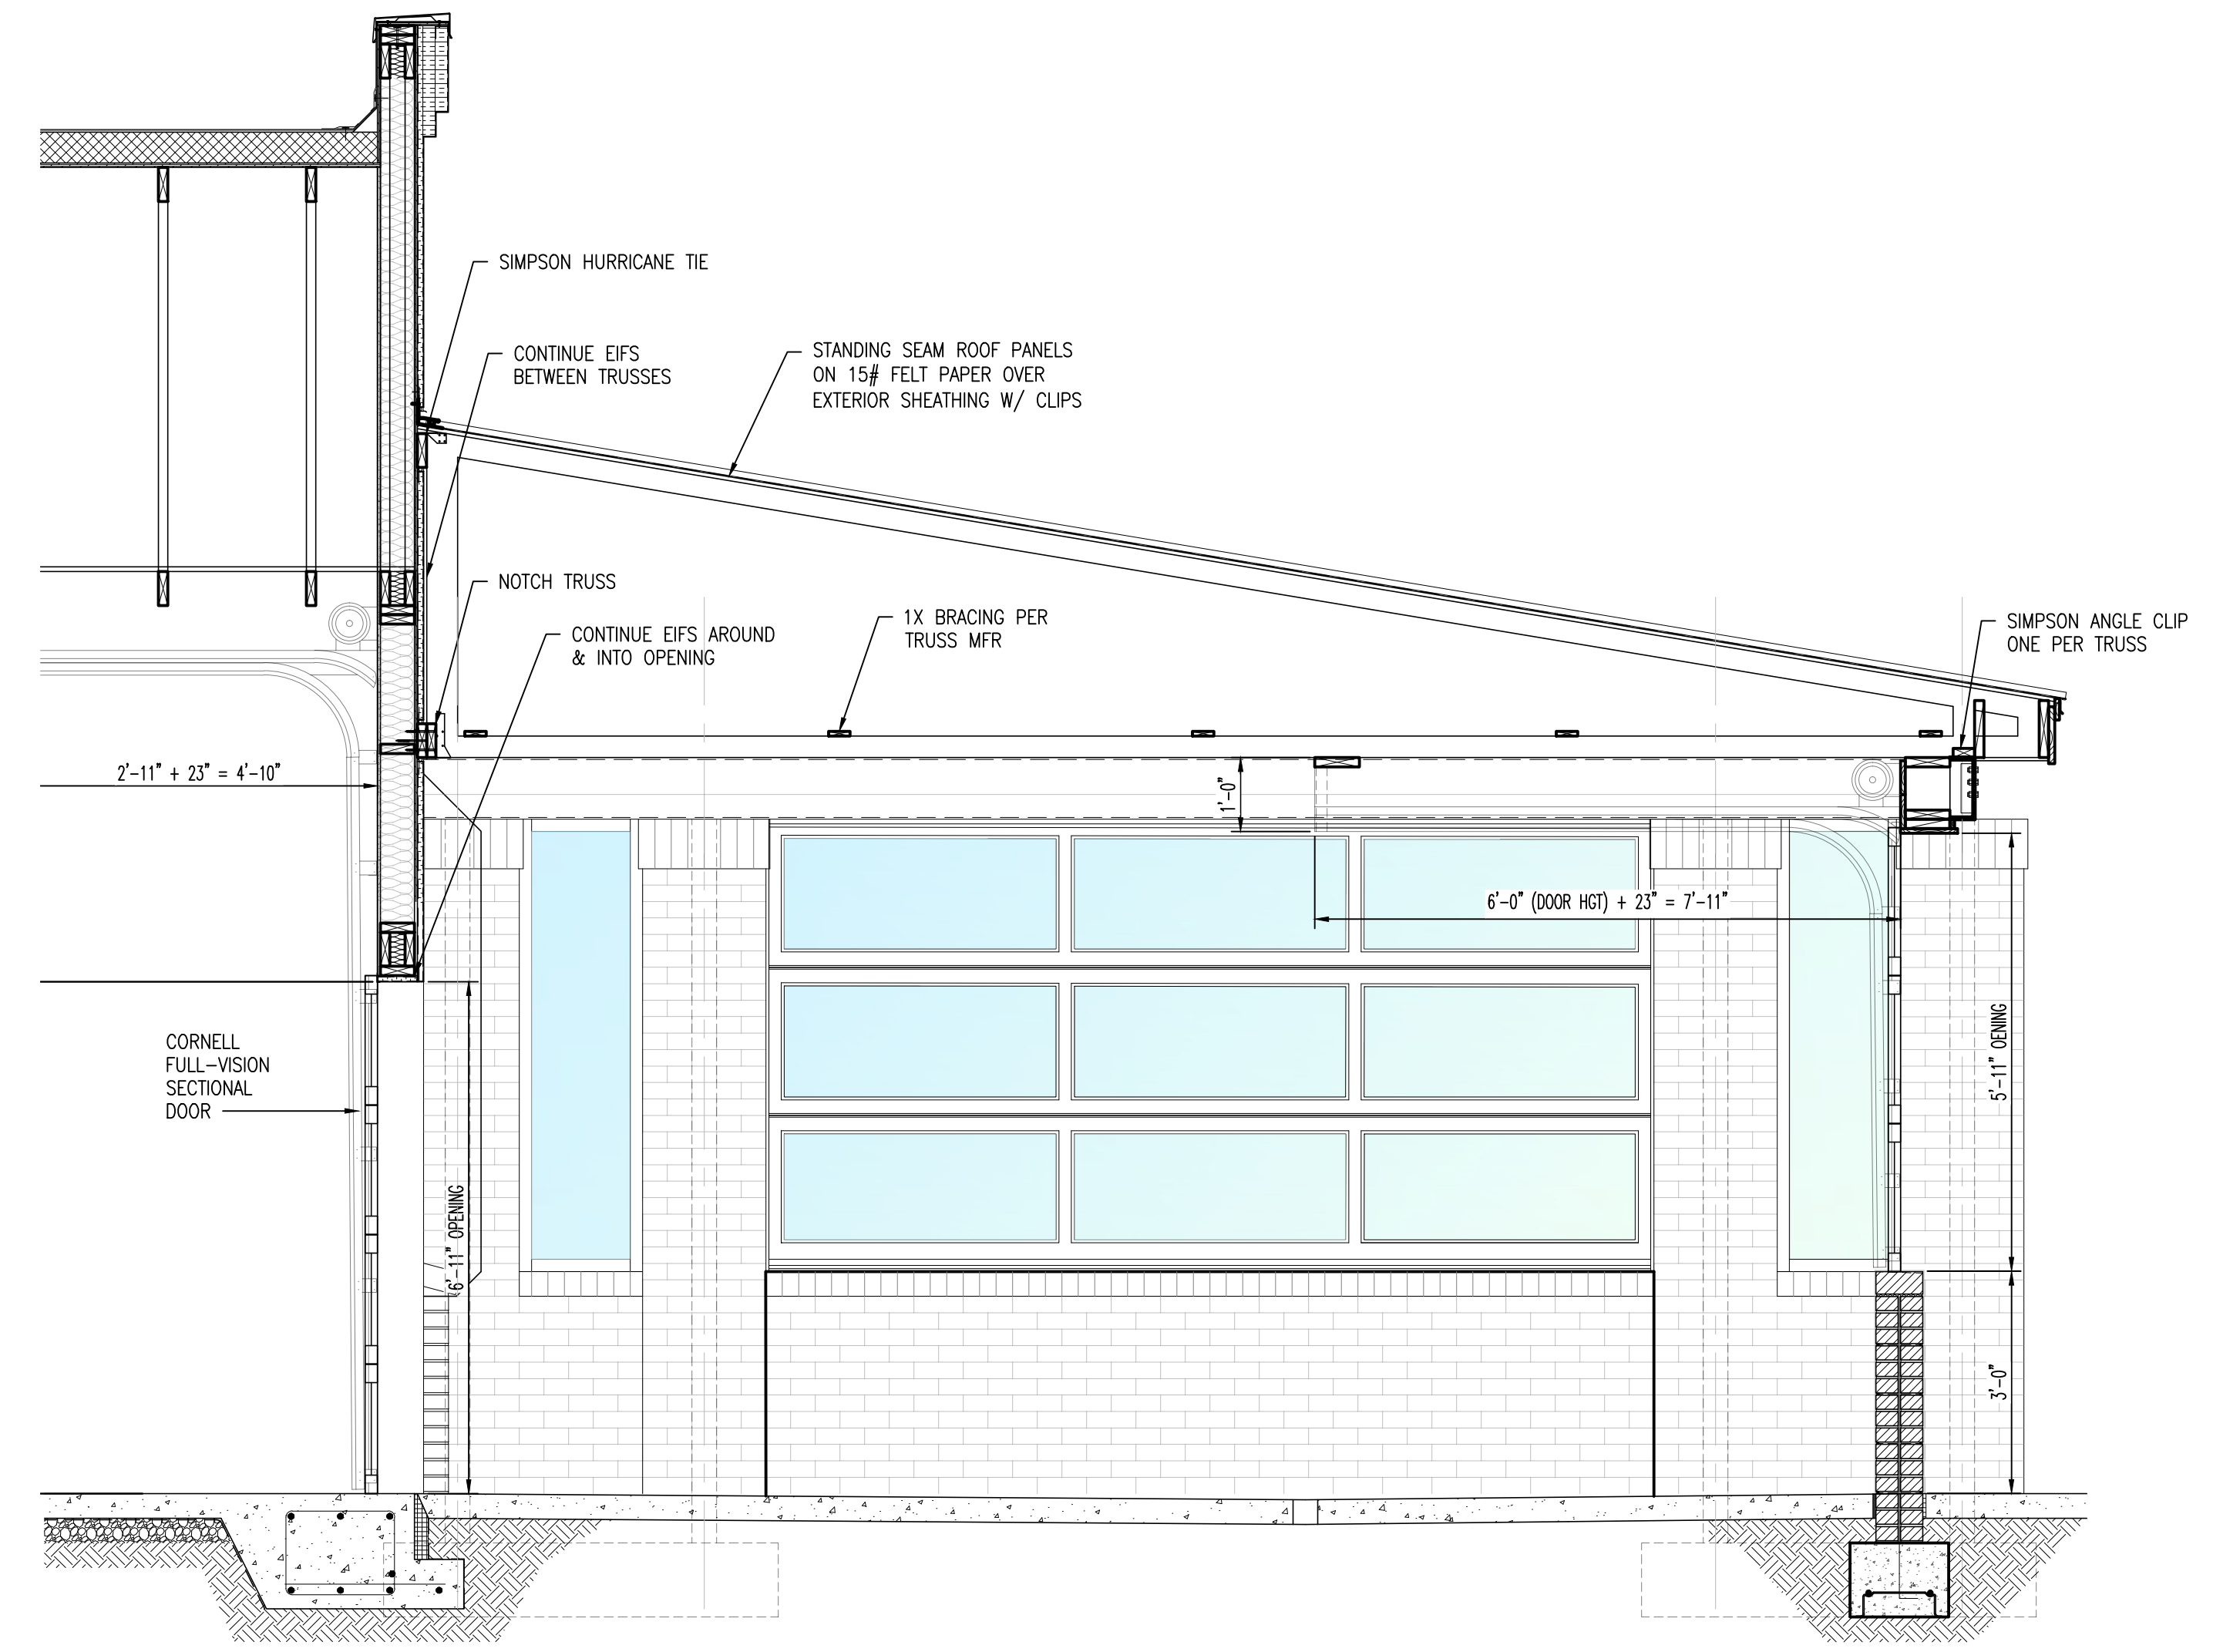 SIMPSON HURRICANE TIE
CONTINUE EIFS
BETWEEN TRUSSES
STANDING SEAM ROOF PANELS
ON 15# FELT PAPER OVER
EXTERIOR SHEATHING W/ CLIPS
NOTCH TRUSS
CONTINUE EIFS AROUND
& INTO OPENING
1X BRACING PER
TRUSS MFR
SIMPSON ANGLE CLIP
ONE PER TRUSS
2'-11" + 23" = 4'-10"
1'-0"
6'-0" (DOOR HGT) + 23" = 7'-11"
CORNELL
FULL-VISION
SECTIONAL
DOOR
6'-11" OPENING
5'-11" OENING
3'-0"